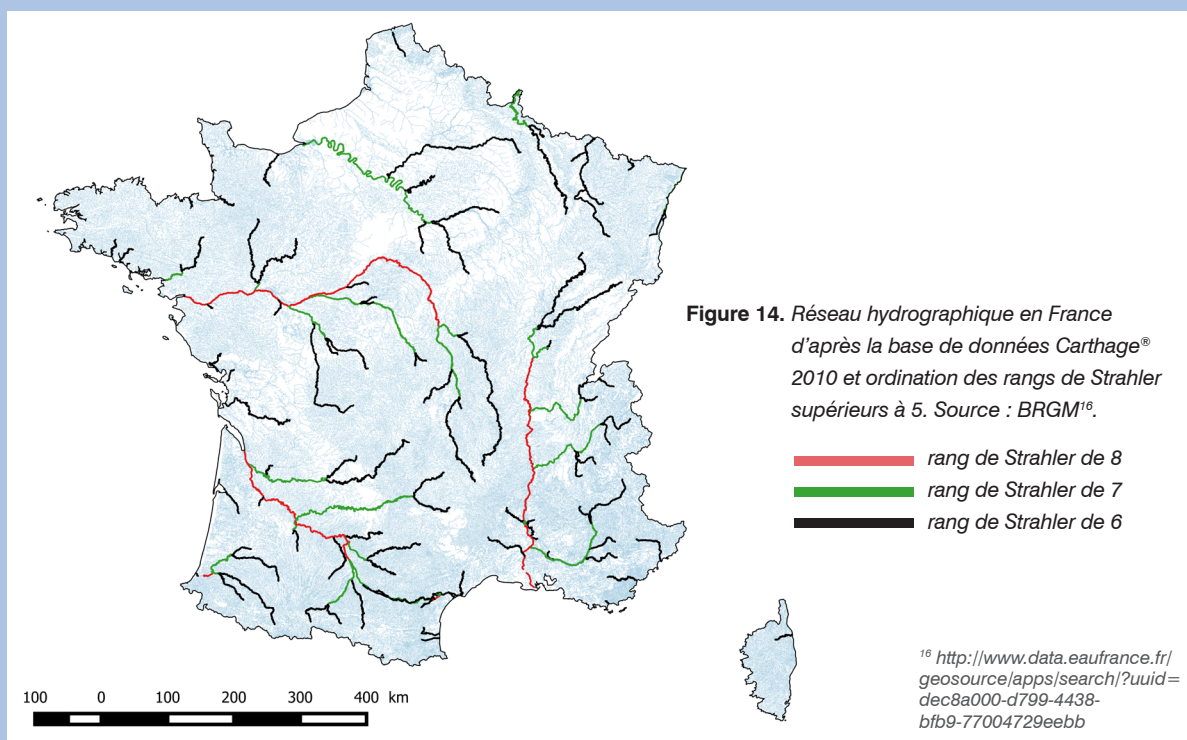 Figure 14. Réseau hydrographique en France
d'après la base de données Carthage®
2010 et ordination des rangs de Strahler
supérieurs à 5. Source : BRGM¹⁶.
rang de Strahler de 8
rang de Strahler de 7
rang de Strahler de 6
100 0 100 200 300 400 km
¹⁶ http://www.data.eaufrance.fr/
geosource/apps/search/?uuid=
dec8a000-d799-4438-
bfb9-77004729eebb